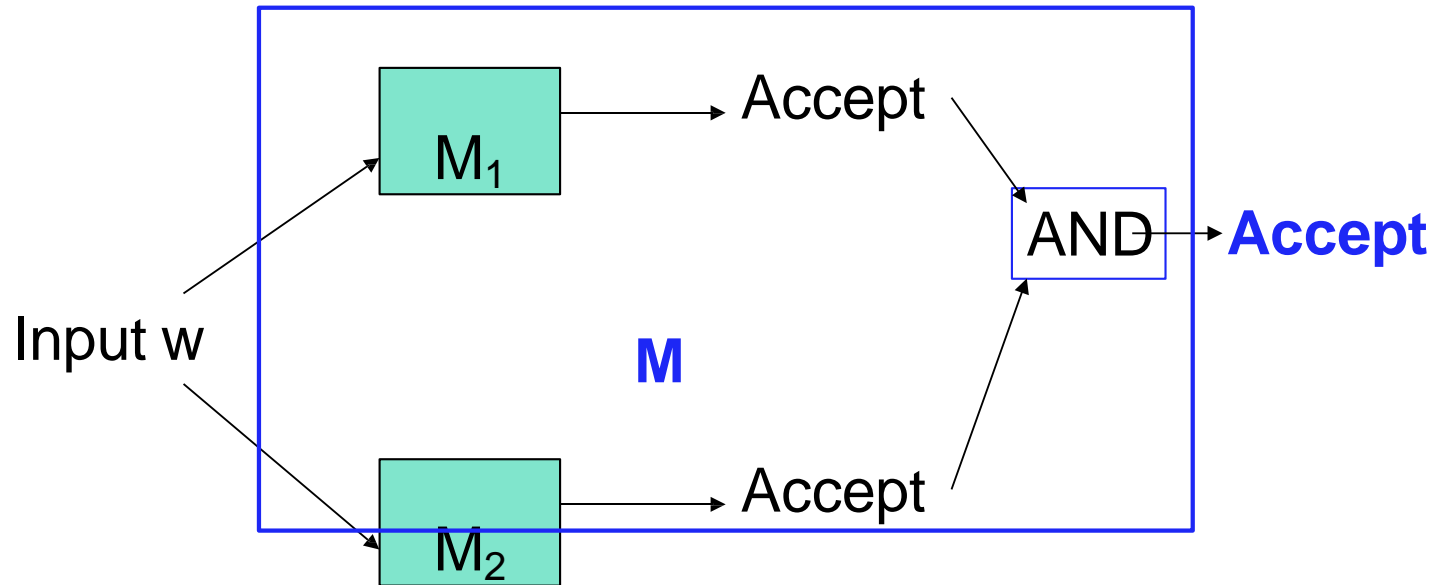 Accept
M₁
AND
Accept
Input w
M
Accept
M₂